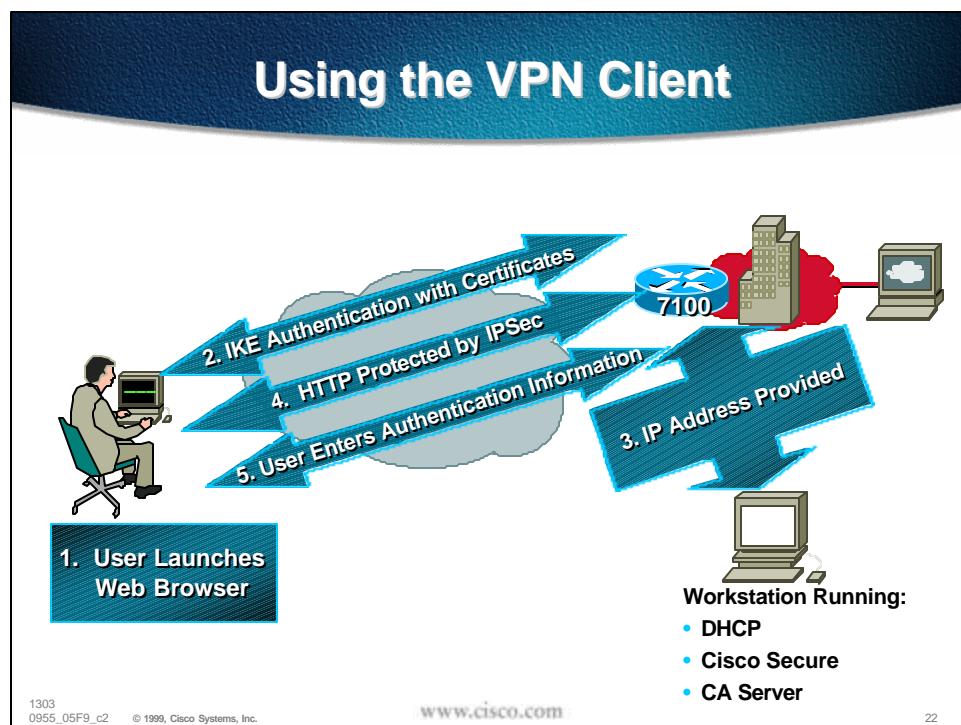 Using the VPN Client
2. IKE Authentication with Certificates
7100
4. HTTP Protected by IPSec
5. User Enters Authentication Information
3. IP Address Provided
1. User Launches
Web Browser
Workstation Running:
• DHCP
• Cisco Secure
• CA Server
1303
0955_05F9_c2 © 1999, Cisco Systems, Inc.
www.cisco.com
22